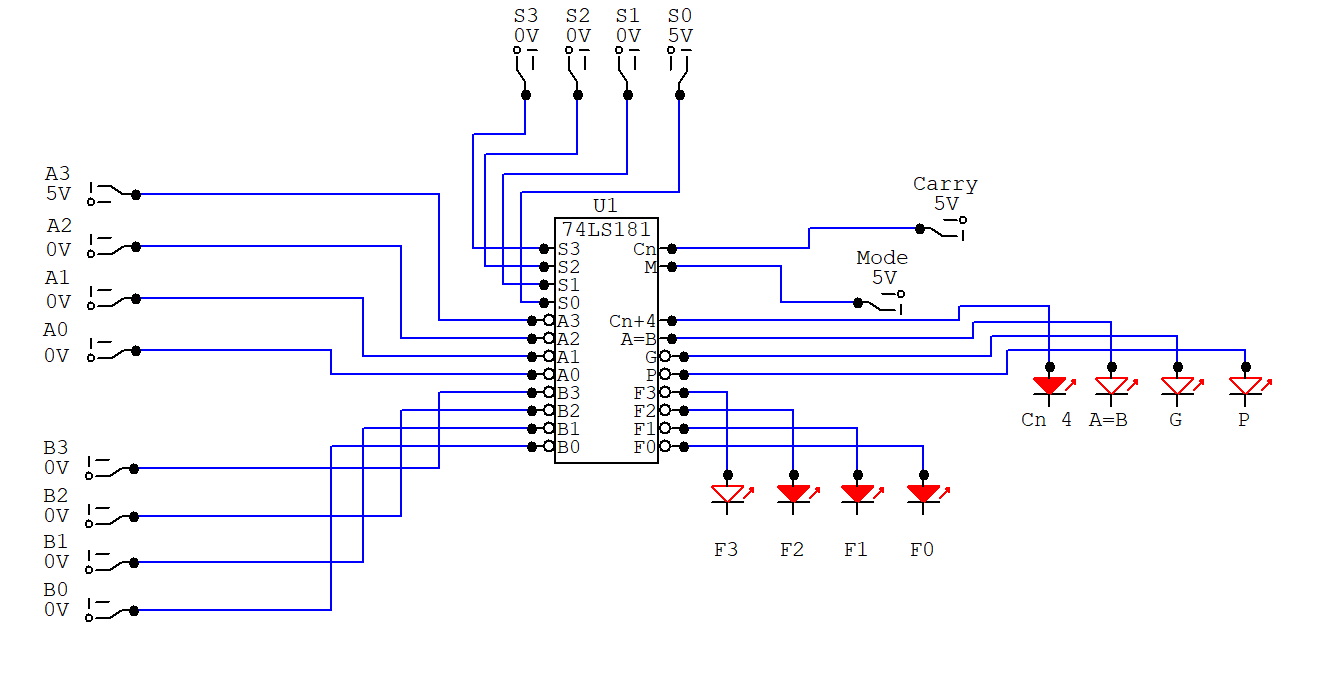 S3 S2 S1 S0
0V 0V 0V 5V
A3
5V
A2
0V
A1
0V
A0
0V
B3
0V
B2
0V
B1
0V
B0
0V
U1
74LS181
S3 Cn
S2 M
S1
S0
A3 Cn+4
A2 A=B
A1 G
A0 P
B3 F3
B2 F2
B1 F1
B0 F0
Carry
5V
Mode
5V
Cn 4 A=B G P
F3 F2 F1 F0